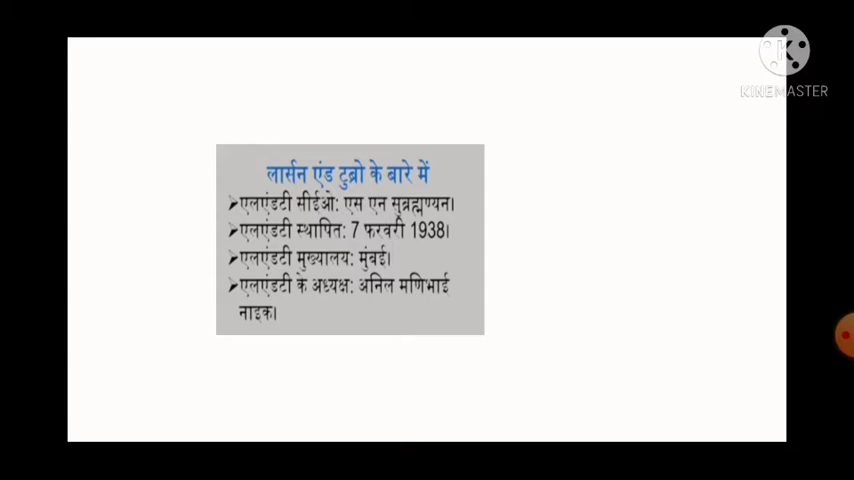 KINEMASTER
लार्सन एंड टुब्रो के बारे में
➤एलएंडटी सीईओ: एस एन सुब्रह्मण्यन।
➤एलएंडटी स्थापित: 7 फरवरी 1938।
➤एलएंडटी मुख्यालय: मुंबई।
➤एलएंडटी के अध्यक्ष: अनिल मणिभाई
नाइक।